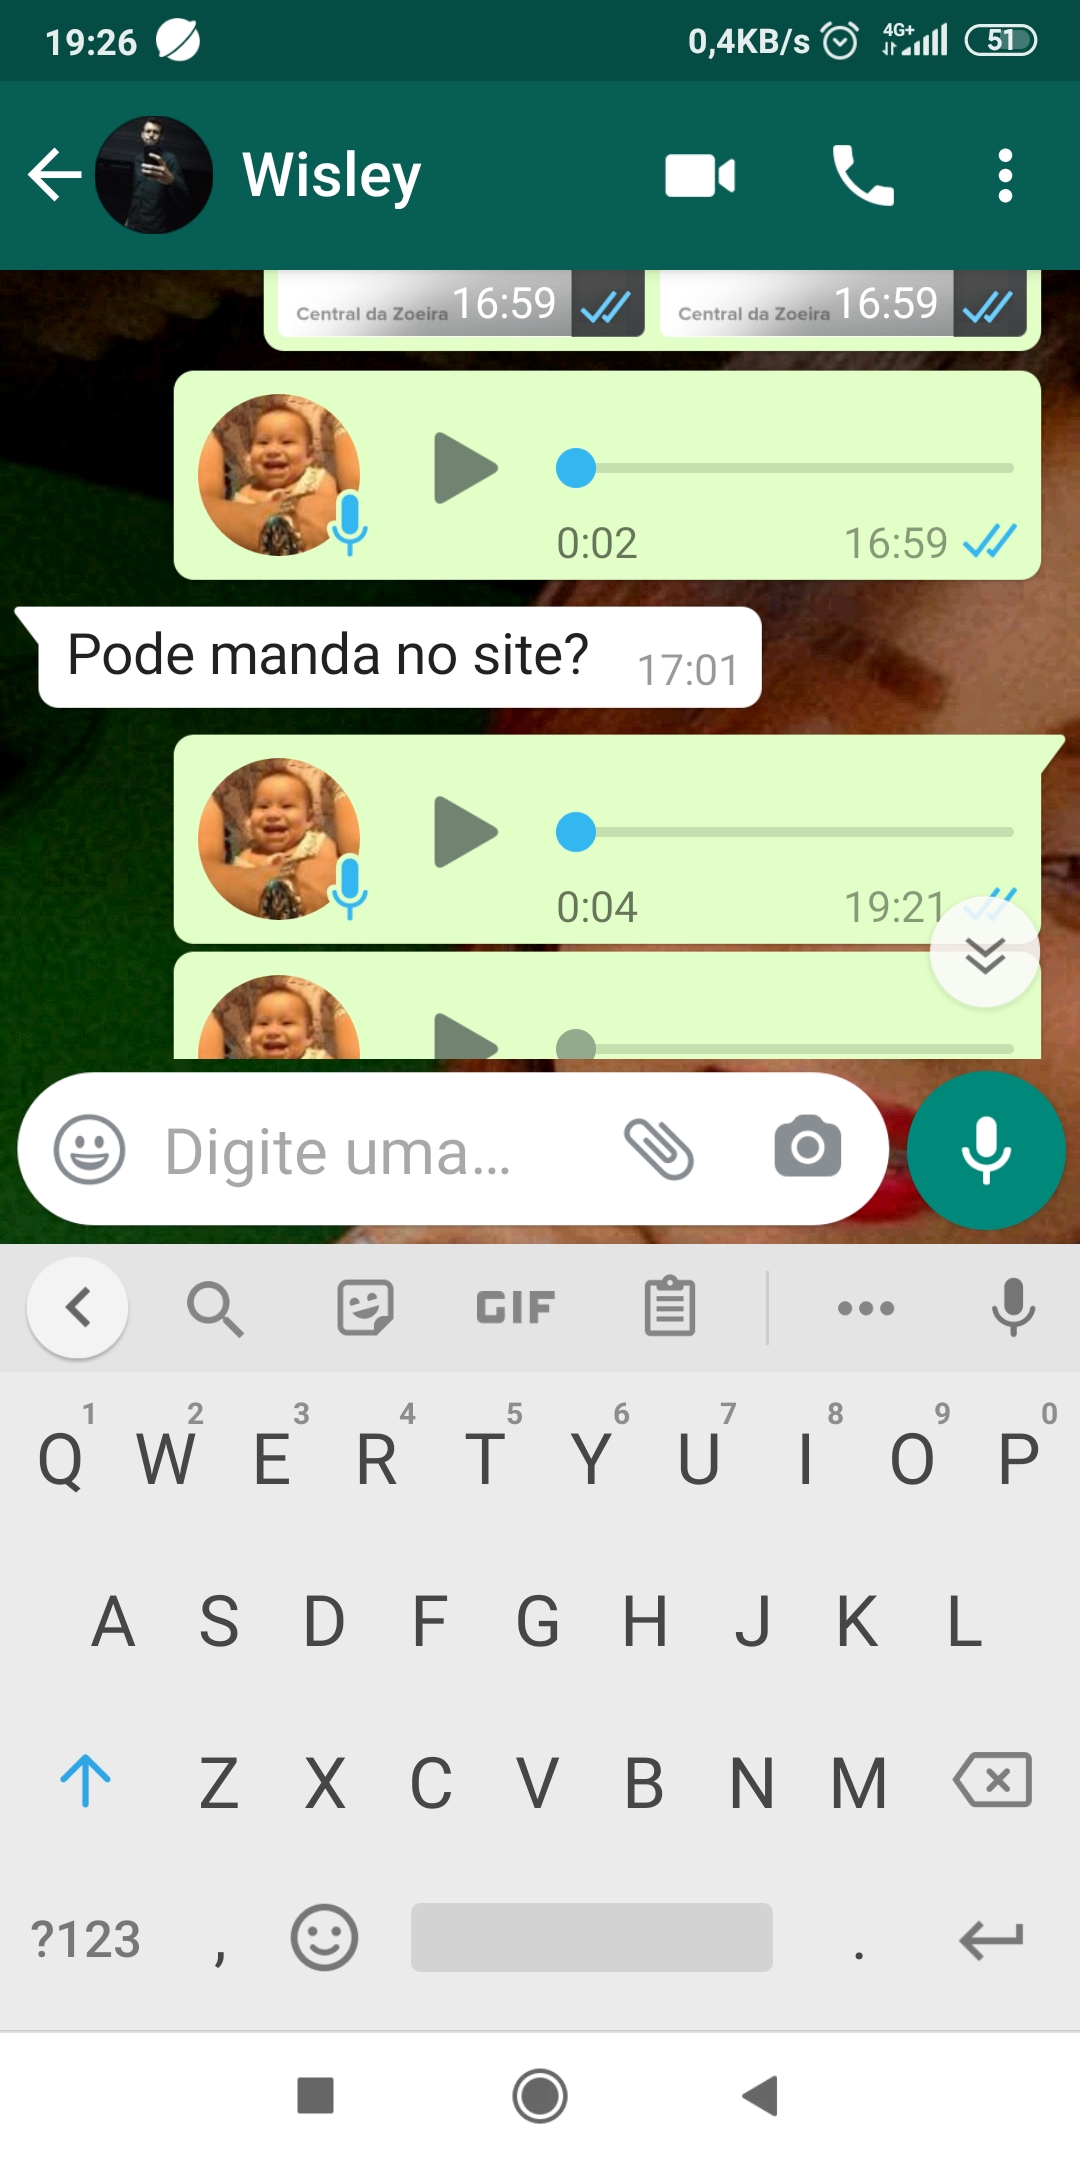 19:26
0,4KB/s 4G+ 51
Wisley
Central da Zoeira 16:59
Central da Zoeira 16:59
0:02 16:59
Pode manda no site? 17:01
0:04 19:21
Digite uma...
GIF
1 2 3 4 5 6 7 8 9 0
Q W E R T Y U I O P
A S D F G H J K L
Z X C V B N M
?123 , .